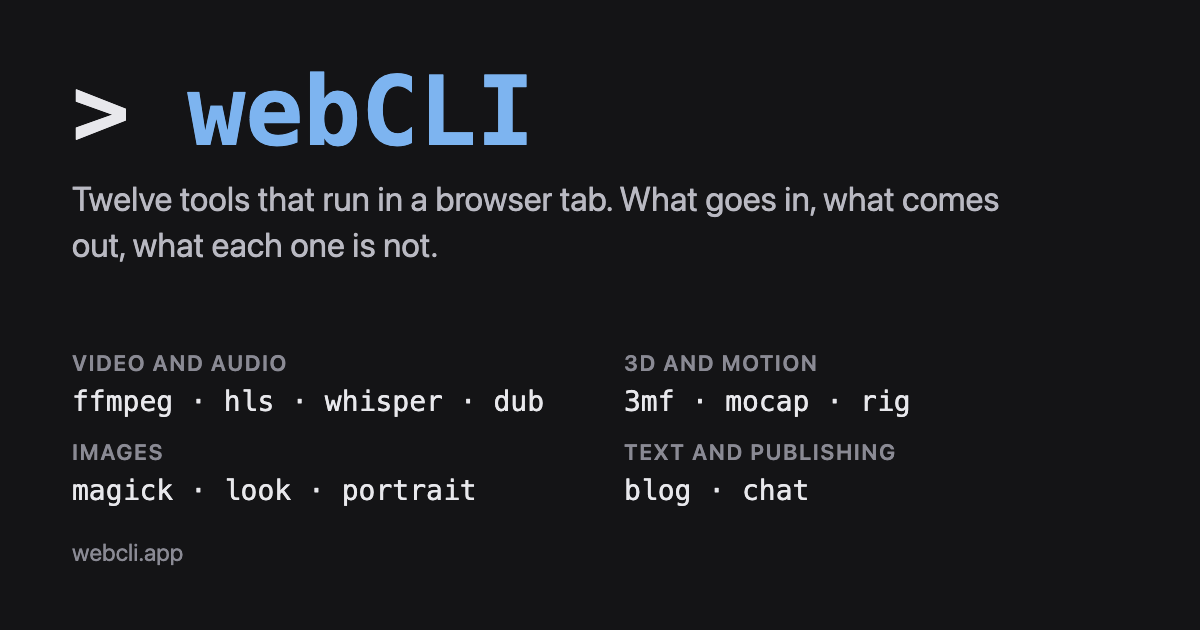 > webCLI
Twelve tools that run in a browser tab. What goes in, what comes
out, what each one is not.
VIDEO AND AUDIO
ffmpeg · hls · whisper · dub
IMAGES
magick · look · portrait
3D AND MOTION
3mf · mocap · rig
TEXT AND PUBLISHING
blog · chat
webcli.app